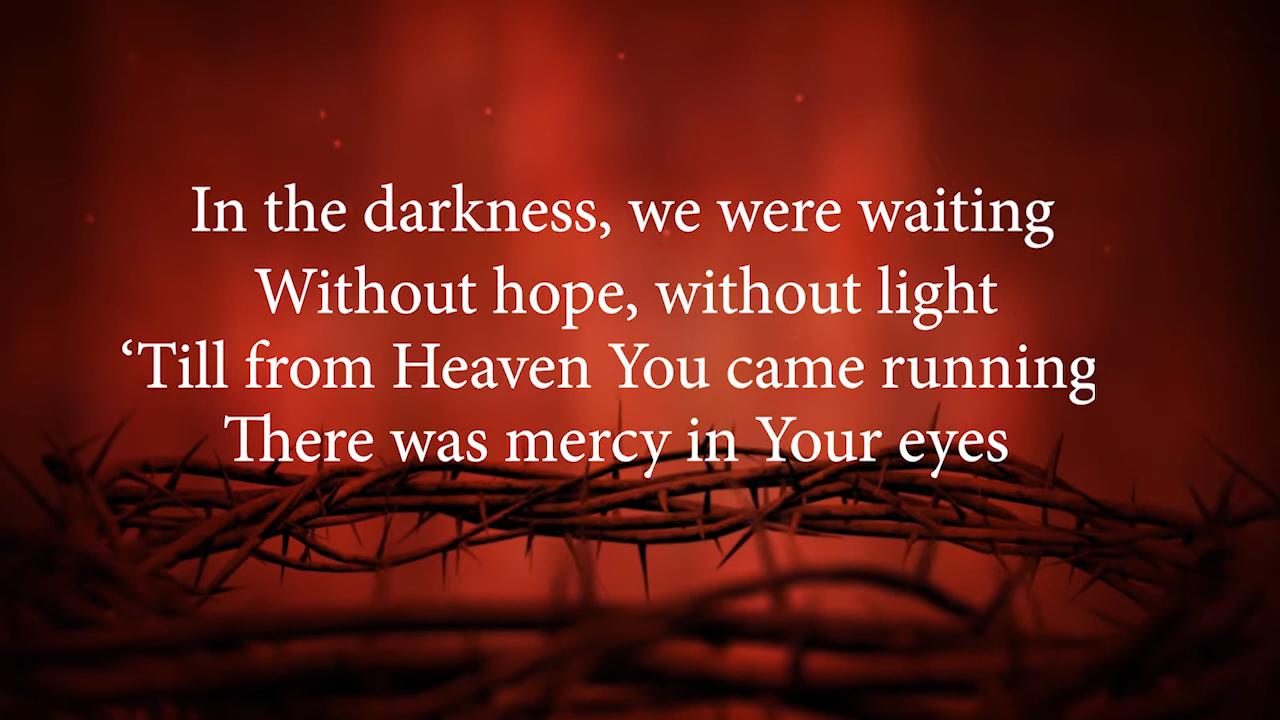 In the darkness, we were waiting
Without hope, without light
‘Till from Heaven You came running
There was mercy in Your eyes